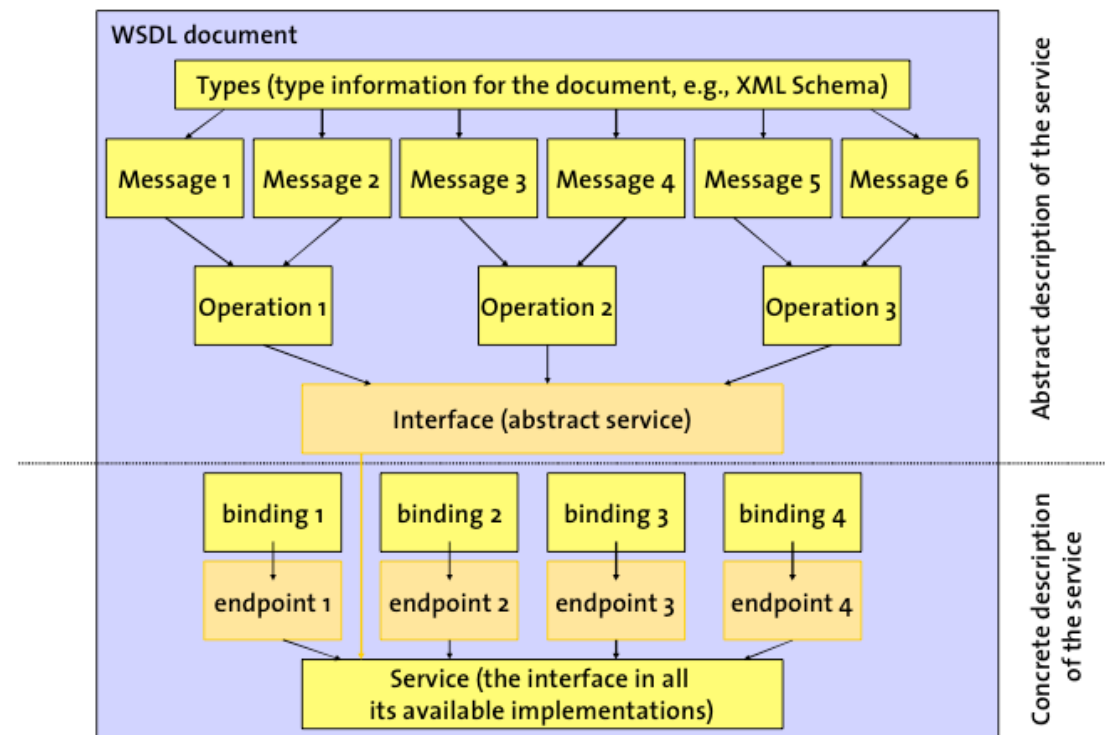 WSDL document
Types (type information for the document, e.g., XML Schema)
Message 1
Message 2
Message 3
Message 4
Message 5
Message 6
Operation 1
Operation 2
Operation 3
Interface (abstract service)
Abstract description of the service
binding 1
binding 2
binding 3
binding 4
endpoint 1
endpoint 2
endpoint 3
endpoint 4
Service (the interface in all
its available implementations)
Concrete description
of the service